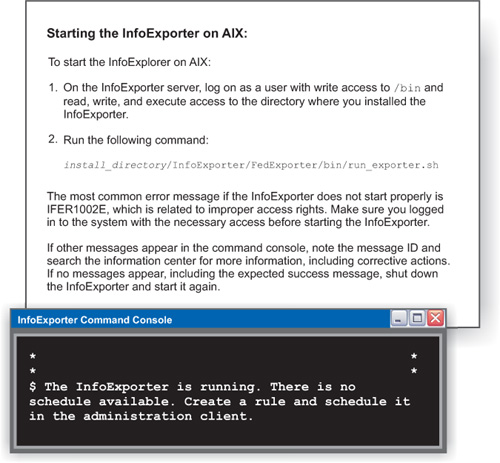 Starting the InfoExporter on AIX:
To start the InfoExplorer on AIX:
1. On the InfoExporter server, log on as a user with write access to /bin and
read, write, and execute access to the directory where you installed the
InfoExporter.
2. Run the following command:
install_directory/InfoExporter/FedExporter/bin/run_exporter.sh
The most common error message if the InfoExporter does not start properly is
IFER1002E, which is related to improper access rights. Make sure you logged
in to the system with the necessary access before starting the InfoExporter.
If other messages appear in the command console, note the message ID and
search the information center for more information, including corrective actions.
If no messages appear, including the expected success message, shut down
the InfoExporter and start it again.
InfoExporter Command Console
* *
* *
$ The InfoExporter is running. There is no
schedule available. Create a rule and schedule it
in the administration client.